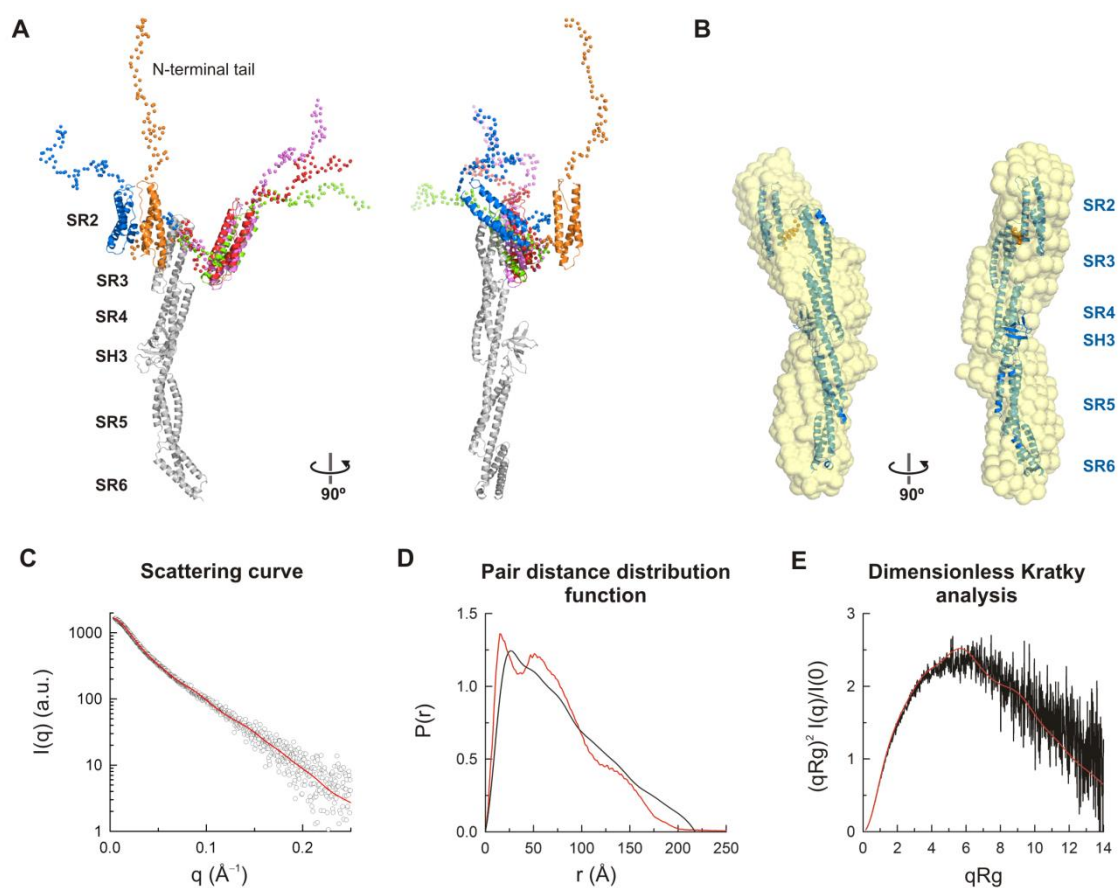 A
N-terminal tail
SR2
SR3
SR4
SH3
SR5
SR6
90º
B
SR2
SR3
SR4
SH3
SR5
SR6
90º
C
Scattering curve
I(q) (a.u.)
1000
100
10
1
0.0 0.1 0.2
q (Å⁻¹)
D
Pair distance distribution
function
P(r)
1.5
1.0
0.5
0.0
0 50 100 150 200 250
r (Å)
E
Dimensionless Kratky
analysis
(qRg)² I(q)/I(0)
3
2
1
0
0 2 4 6 8 10 12 14
qRg